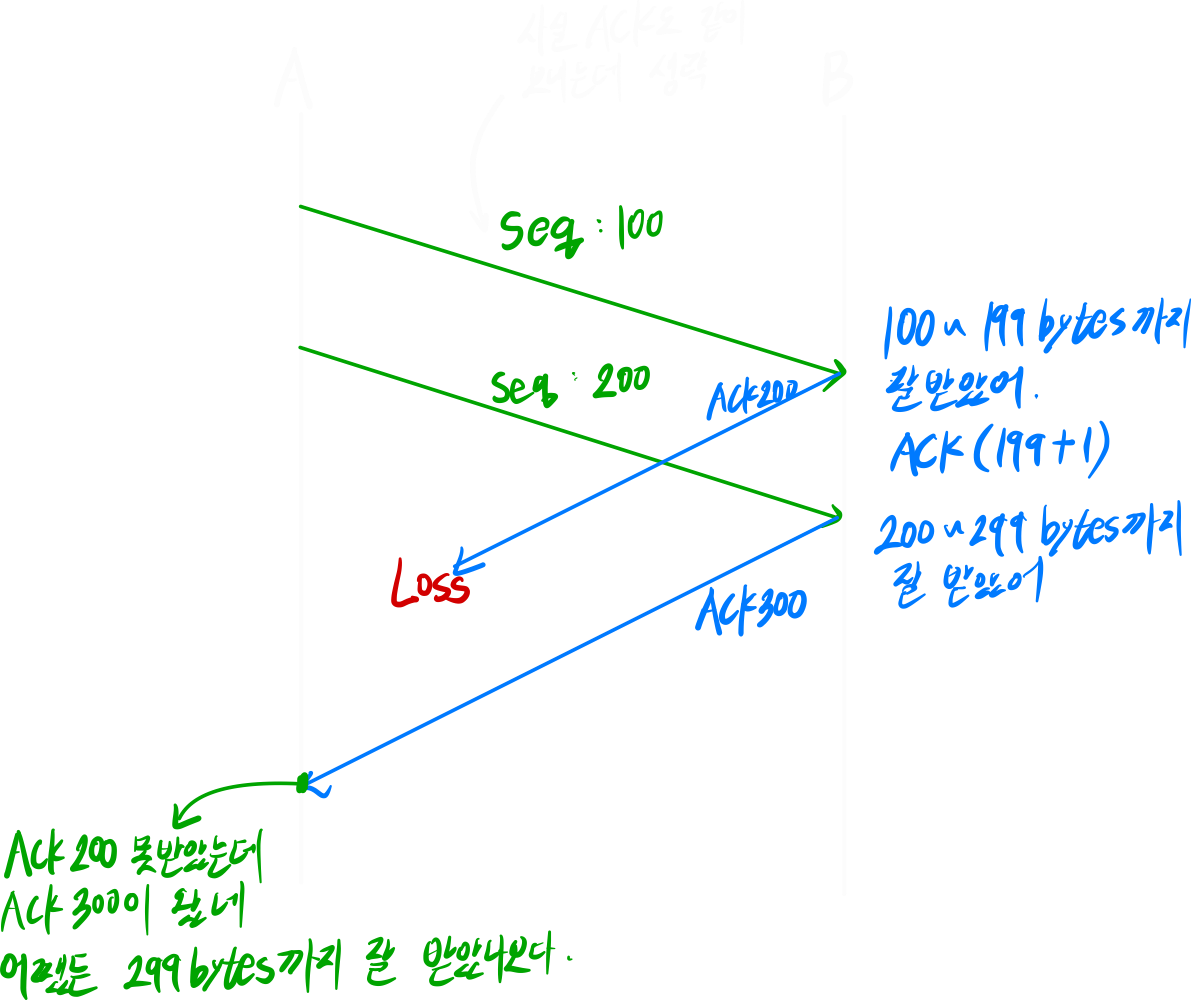 사실 ACK도 같이
보내는데 생략
A
B
Seq : 100
100 ~ 199 bytes까지
잘 받았어.
ACK (199+1)
Seq : 200
Ack200
200 ~ 299 bytes까지
잘 받았어
Loss
Ack300
Ack 200 못받았는데
Ack 300이 왔네
어쨌든 299 bytes까지 잘 받았나보다.